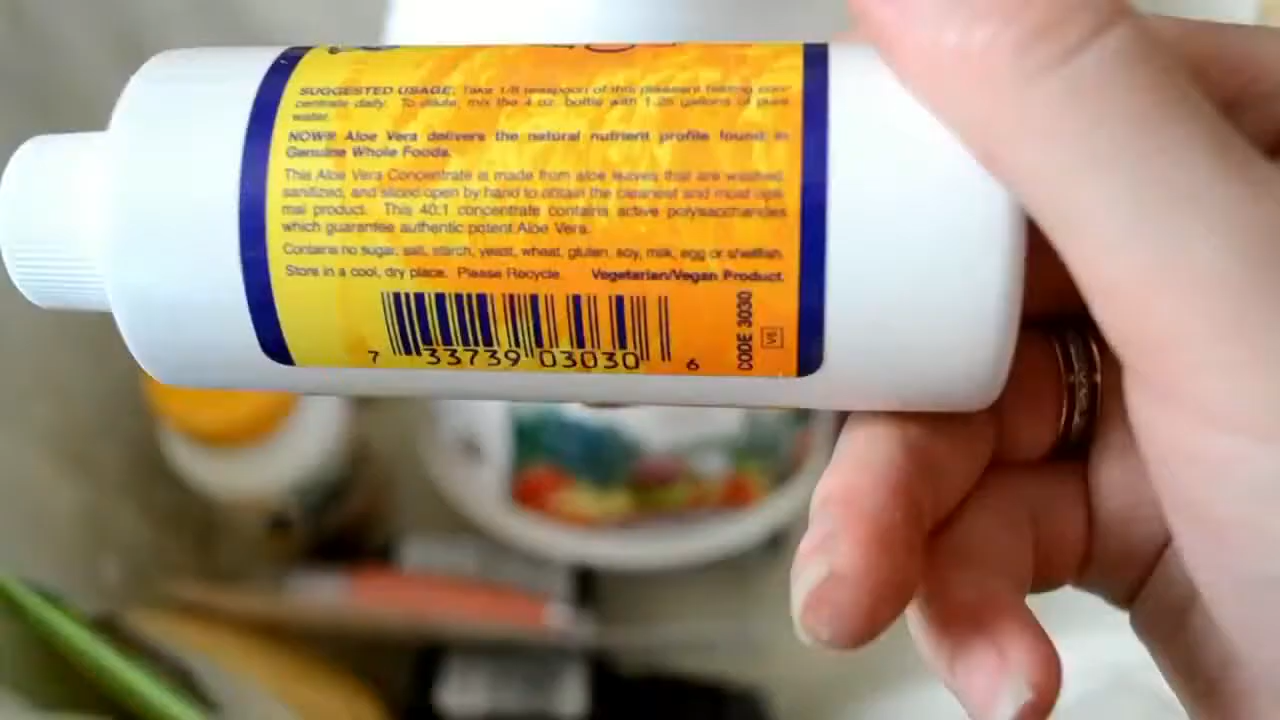 SUGGESTED USAGE: Take 1/8 teaspoon of this pleasant tasting con-
centrate daily. To dilute, mix the 4 oz. bottle with 1.25 gallons of pure
water.
NOW® Aloe Vera delivers the natural nutrient profile found in
Genuine Whole Foods.
This Aloe Vera Concentrate is made from aloe leaves that are washed,
sanitized, and sliced open by hand to obtain the cleanest and most opti-
mal product. This 40:1 concentrate contains active polysaccharides
which guarantee authentic potent Aloe Vera.
Contains no sugar, salt, starch, yeast, wheat, gluten, soy, milk, egg or shellfish.
Store in a cool, dry place. Please Recycle. Vegetarian/Vegan Product.
7 33739 03030 6
CODE 3030
V6